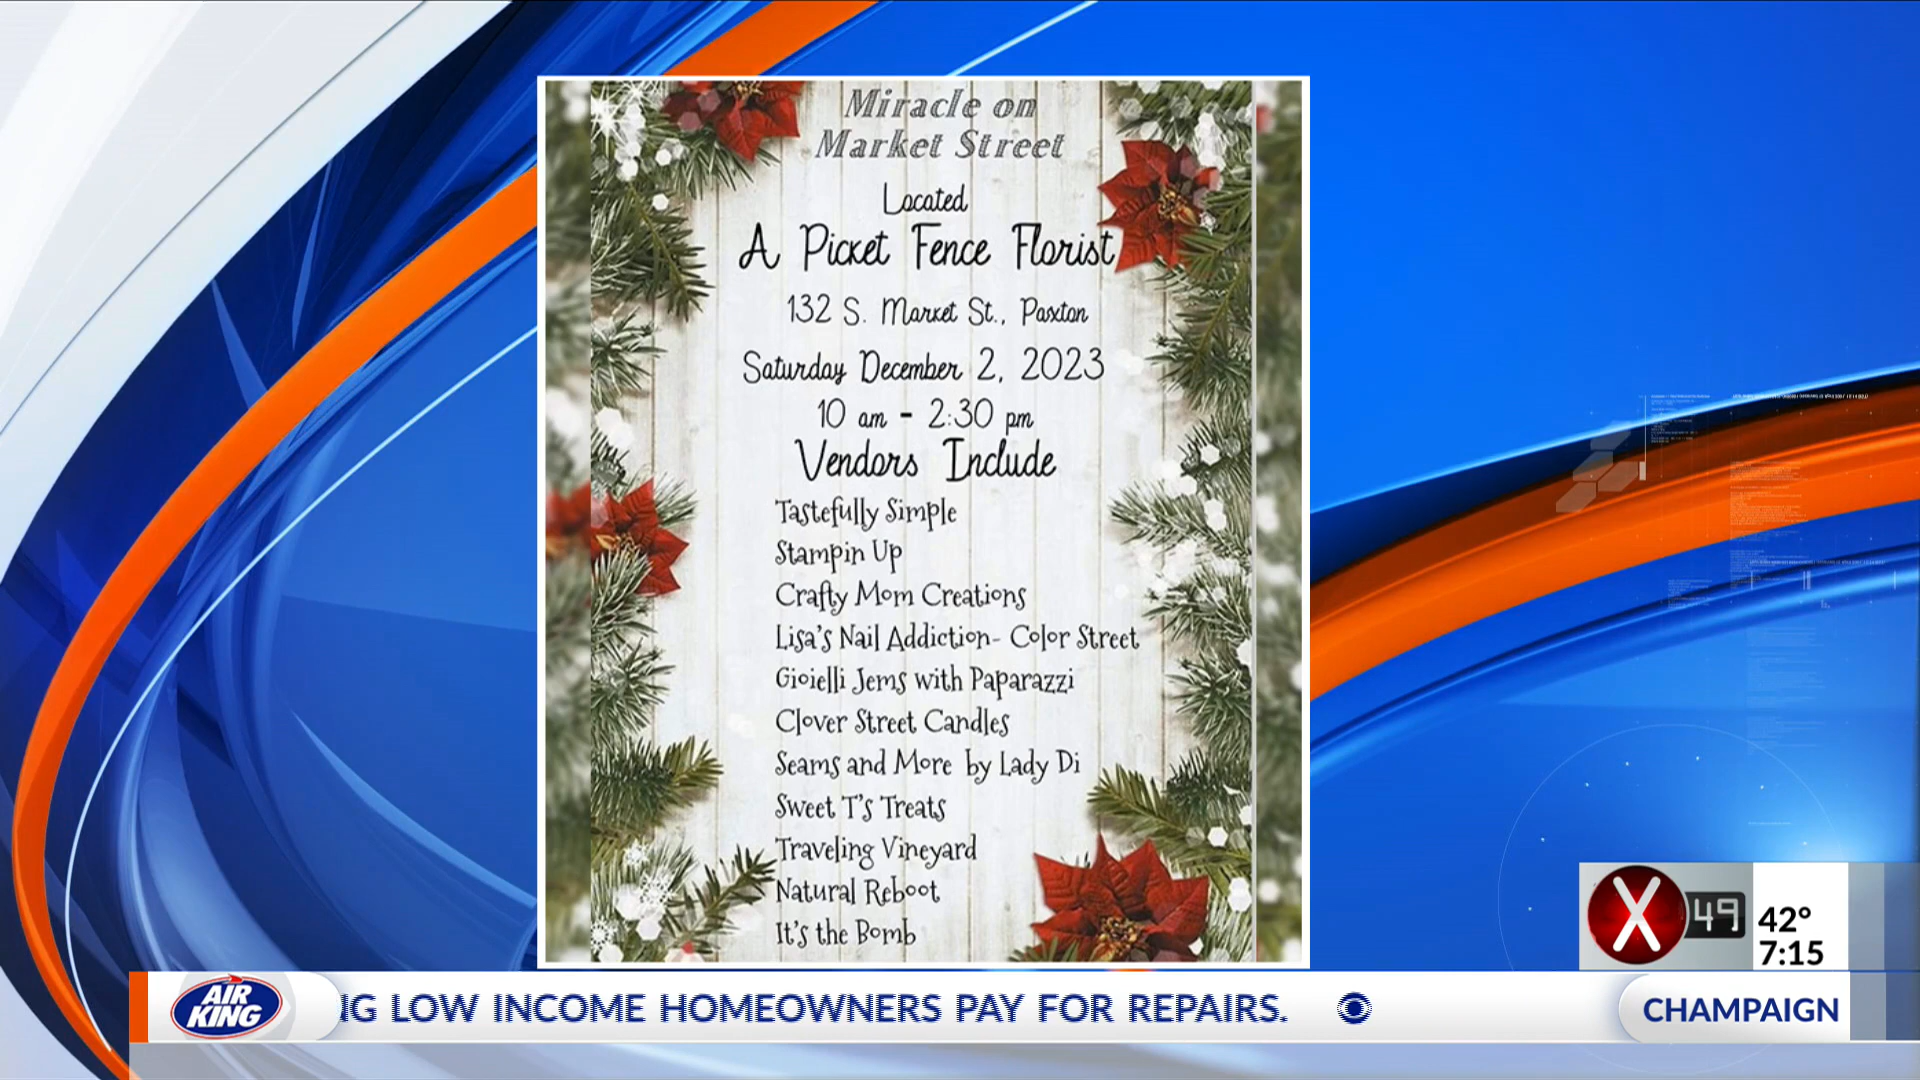 Miracle on
Market Street
Located
A Picket Fence Florist
132 S. Market St., Paxton
Saturday December 2, 2023
10 am - 2:30 pm
Vendors Include
Tastefully Simple
Stampin Up
Crafty Mom Creations
Lisa's Nail Addiction- Color Street
Gioielli Jems with Paparazzi
Clover Street Candles
Seams and More by Lady Di
Sweet T's Treats
Traveling Vineyard
Natural Reboot
It's the Bomb
X 49
42°
7:15
AIR
KING
NG LOW INCOME HOMEOWNERS PAY FOR REPAIRS.
CHAMPAIGN